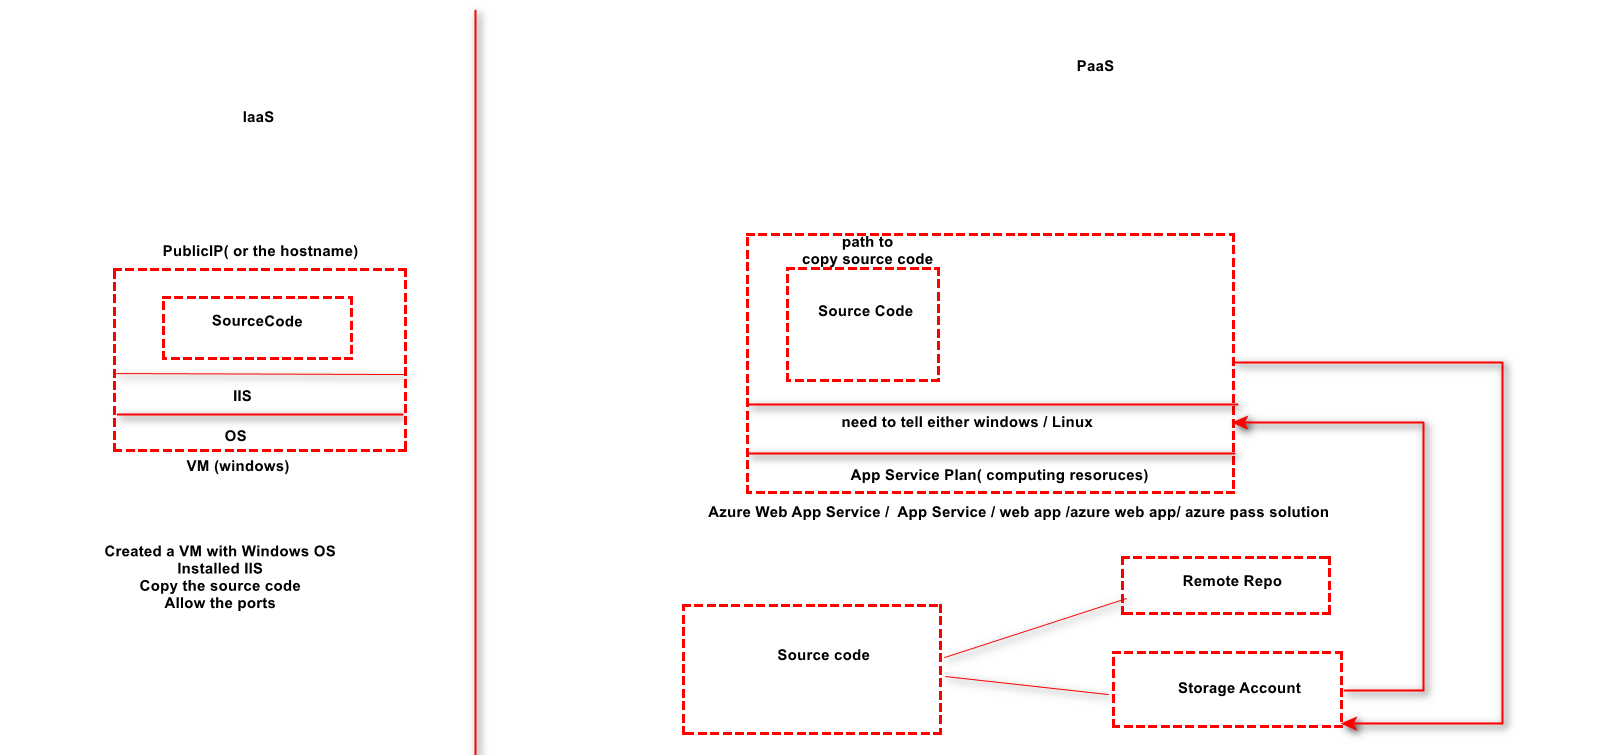 PaaS
IaaS
PublicIP( or the hostname)
SourceCode
IIS
OS
VM (windows)
Created a VM with Windows OS
Installed IIS
Copy the source code
Allow the ports
path to
copy source code
Source Code
need to tell either windows / Linux
App Service Plan( computing resoruces)
Azure Web App Service /  App Service / web app /azure web app/ azure pass solution
Remote Repo
Source code
Storage Account